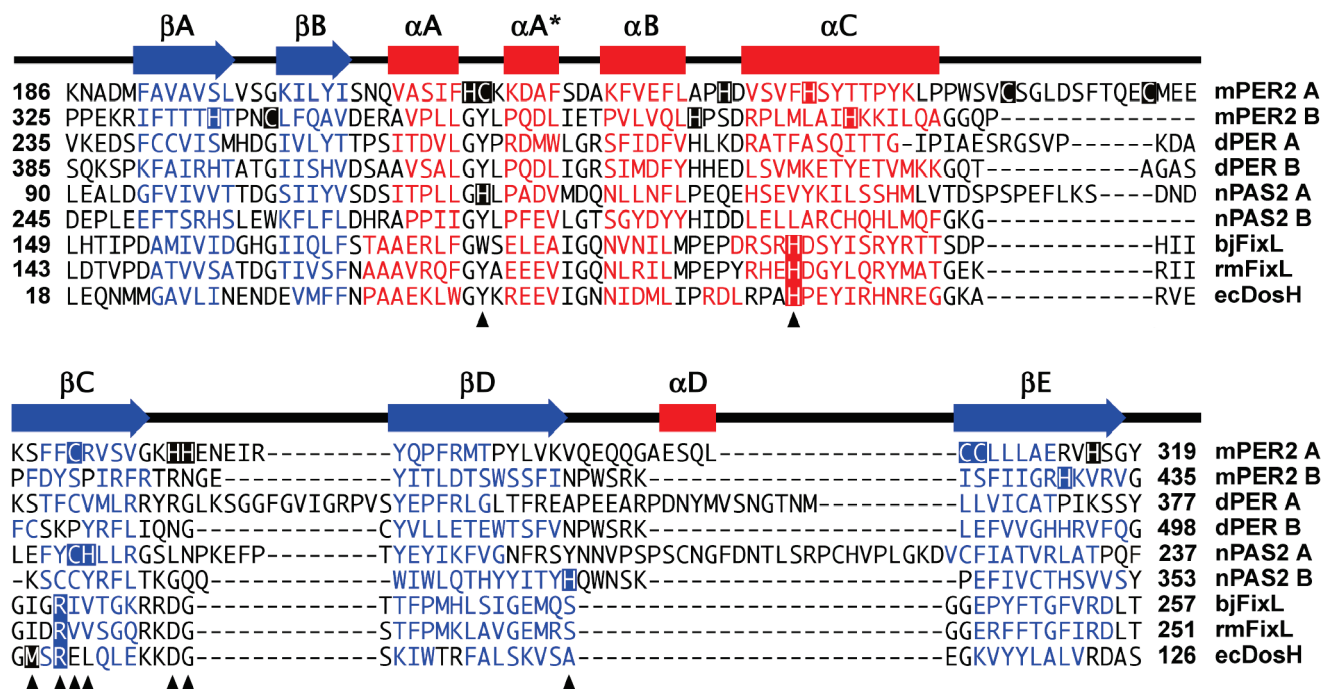 βA βB αA αA* αB αC
186 KNADMFAVAVSLVSGKILYISNQVASIFHCKKDAFSDAKFVEFLAPHDVSVFHSYTTPYKLPPWSVCSGLDSFTQECMEE mPER2 A
325 PPEKRIFTTTHTPNCLFQAVDERAVPLLGYLPQDLIETPVLVQLHPSDRPLMLAIHKKILQAGGQP-------------- mPER2 B
235 VKEDSFCCVISMHDGIVLYTTPSITDVLGYPRDMWLGRSFIDFVHLKDRATFASQITTG-IPIAESRGSVP------KDA dPER A
385 SQKSPKFAIRHTATGIISHVDSAAVSLLGYLPQDLIGRSIMDFYHHEDLSVMKETYETVMKKGQT----------AGAS dPER B
90 LEALDGFVIVVTTDGSIIYVSDSITPLLGHLPADVMDQNLLNFLPEQEHSEVYKILSSHMLVTDSPSPEFLKS----DND nPAS2 A
245 DEPLEEFTSRHSLEWKFLFLDHRAPPIIGYLPFEVLGTSGYDYYHIDDLELLARCHQHLMQFGKG-------------- nPAS2 B
149 LHTIPDAMIVIDGHGIIQLFSTAAERLFGWSELEAIGQNVNILMPEPDRSRHDSYISRYRTTSDP------------HII bjFixL
143 LDTVPDATVVSATDGTIVSFNAAAVRQFGYAEEEVIGQNLRILMPEPYRHEHDGYLQRYMATGEK------------RII rmFixL
18 LEQNMMGAVLINENDEVMFFNPAAEKLWGYKREEVIGNNIDMLIPRDLRPAHPEYIRHNREGGKA------------RVE ecDosH
βC βD αD βE
KSFFCRVSVGKHHENEIR---------YQPFRMTPYLVKVQEQQGAESQL-----------------CCLLLAERVHSGY 319 mPER2 A
PFDYSPIRFRTRNGE------------YITLDTSWSSFINPWSRK----------------------ISFIIGRHKVRVG 435 mPER2 B
KSTFCVMLRRYRGLKSGGFGVIGRPVSYEPFRLGLTFREAPEEARPDNYMVSNGTNM----------LLVICATPIKSSY 377 dPER A
FCSKPYRFLIQNG--------------CYVLLETEWTSFVNPWSRK---------------------LEFVVGHHRVFQG 498 dPER B
LEFYCHLLRGSLNPKEFP---------TYEYIKFVGNFRSYNNVPSPSCNGFDNTLSRPCHVPLGKDVCFIATVRLATPQF 237 nPAS2 A
-KSCCYRFLTKGQQ-------------WIWLQTHYYITYHQWNSK----------------------PEFIVCTHSVVSY 353 nPAS2 B
GIGRIVTGKRRDG--------------TTFPMHLSIGEMQS--------------------------GGEPYFTGFVRDLT 257 bjFixL
GIDRVVSGQRKDG--------------STFPMKLAVGEMRS--------------------------GGERFFTGFIRDLT 251 rmFixL
GMSRELQLEKKDG--------------SKIWTRFALSKVSA--------------------------EGKVYYLALVRDAS 126 ecDosH